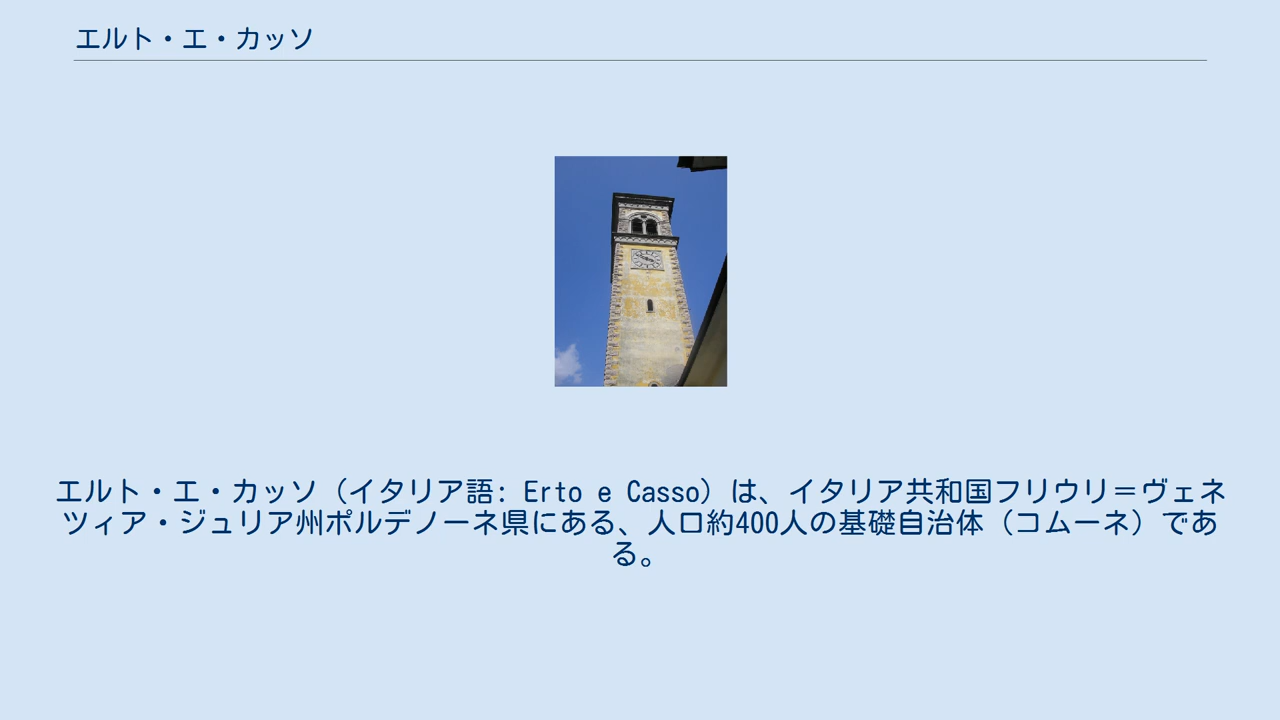 エルト・エ・カッソ
エルト・エ・カッソ（イタリア語: Erto e Casso）は、イタリア共和国フリウリ＝ヴェネ
ツィア・ジュリア州ポルデノーネ県にある、人口約400人の基礎自治体（コムーネ）であ
る。